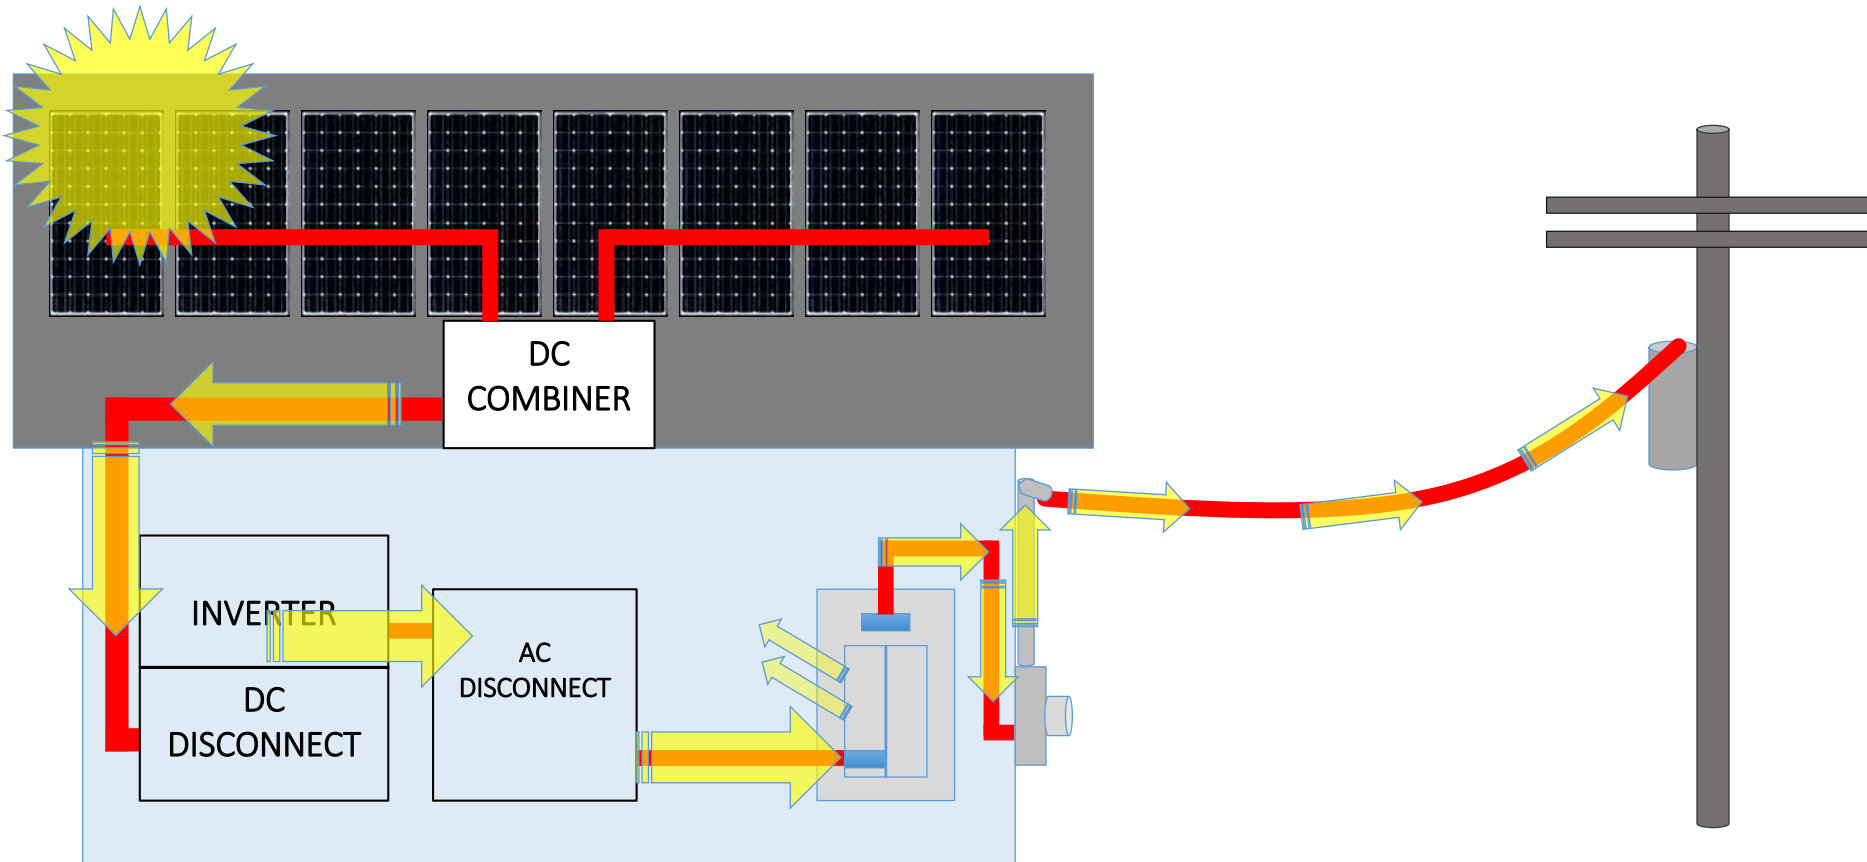 DC
COMBINER
INVERTER
DC
DISCONNECT
AC
DISCONNECT